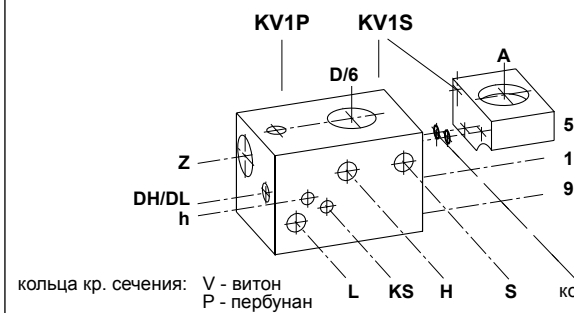 KV1P KV1S
A
D/6
5
Z
1
DH/DL
9
h
кольца кр. сечения: V - витон
P - пербунан
L KS H S